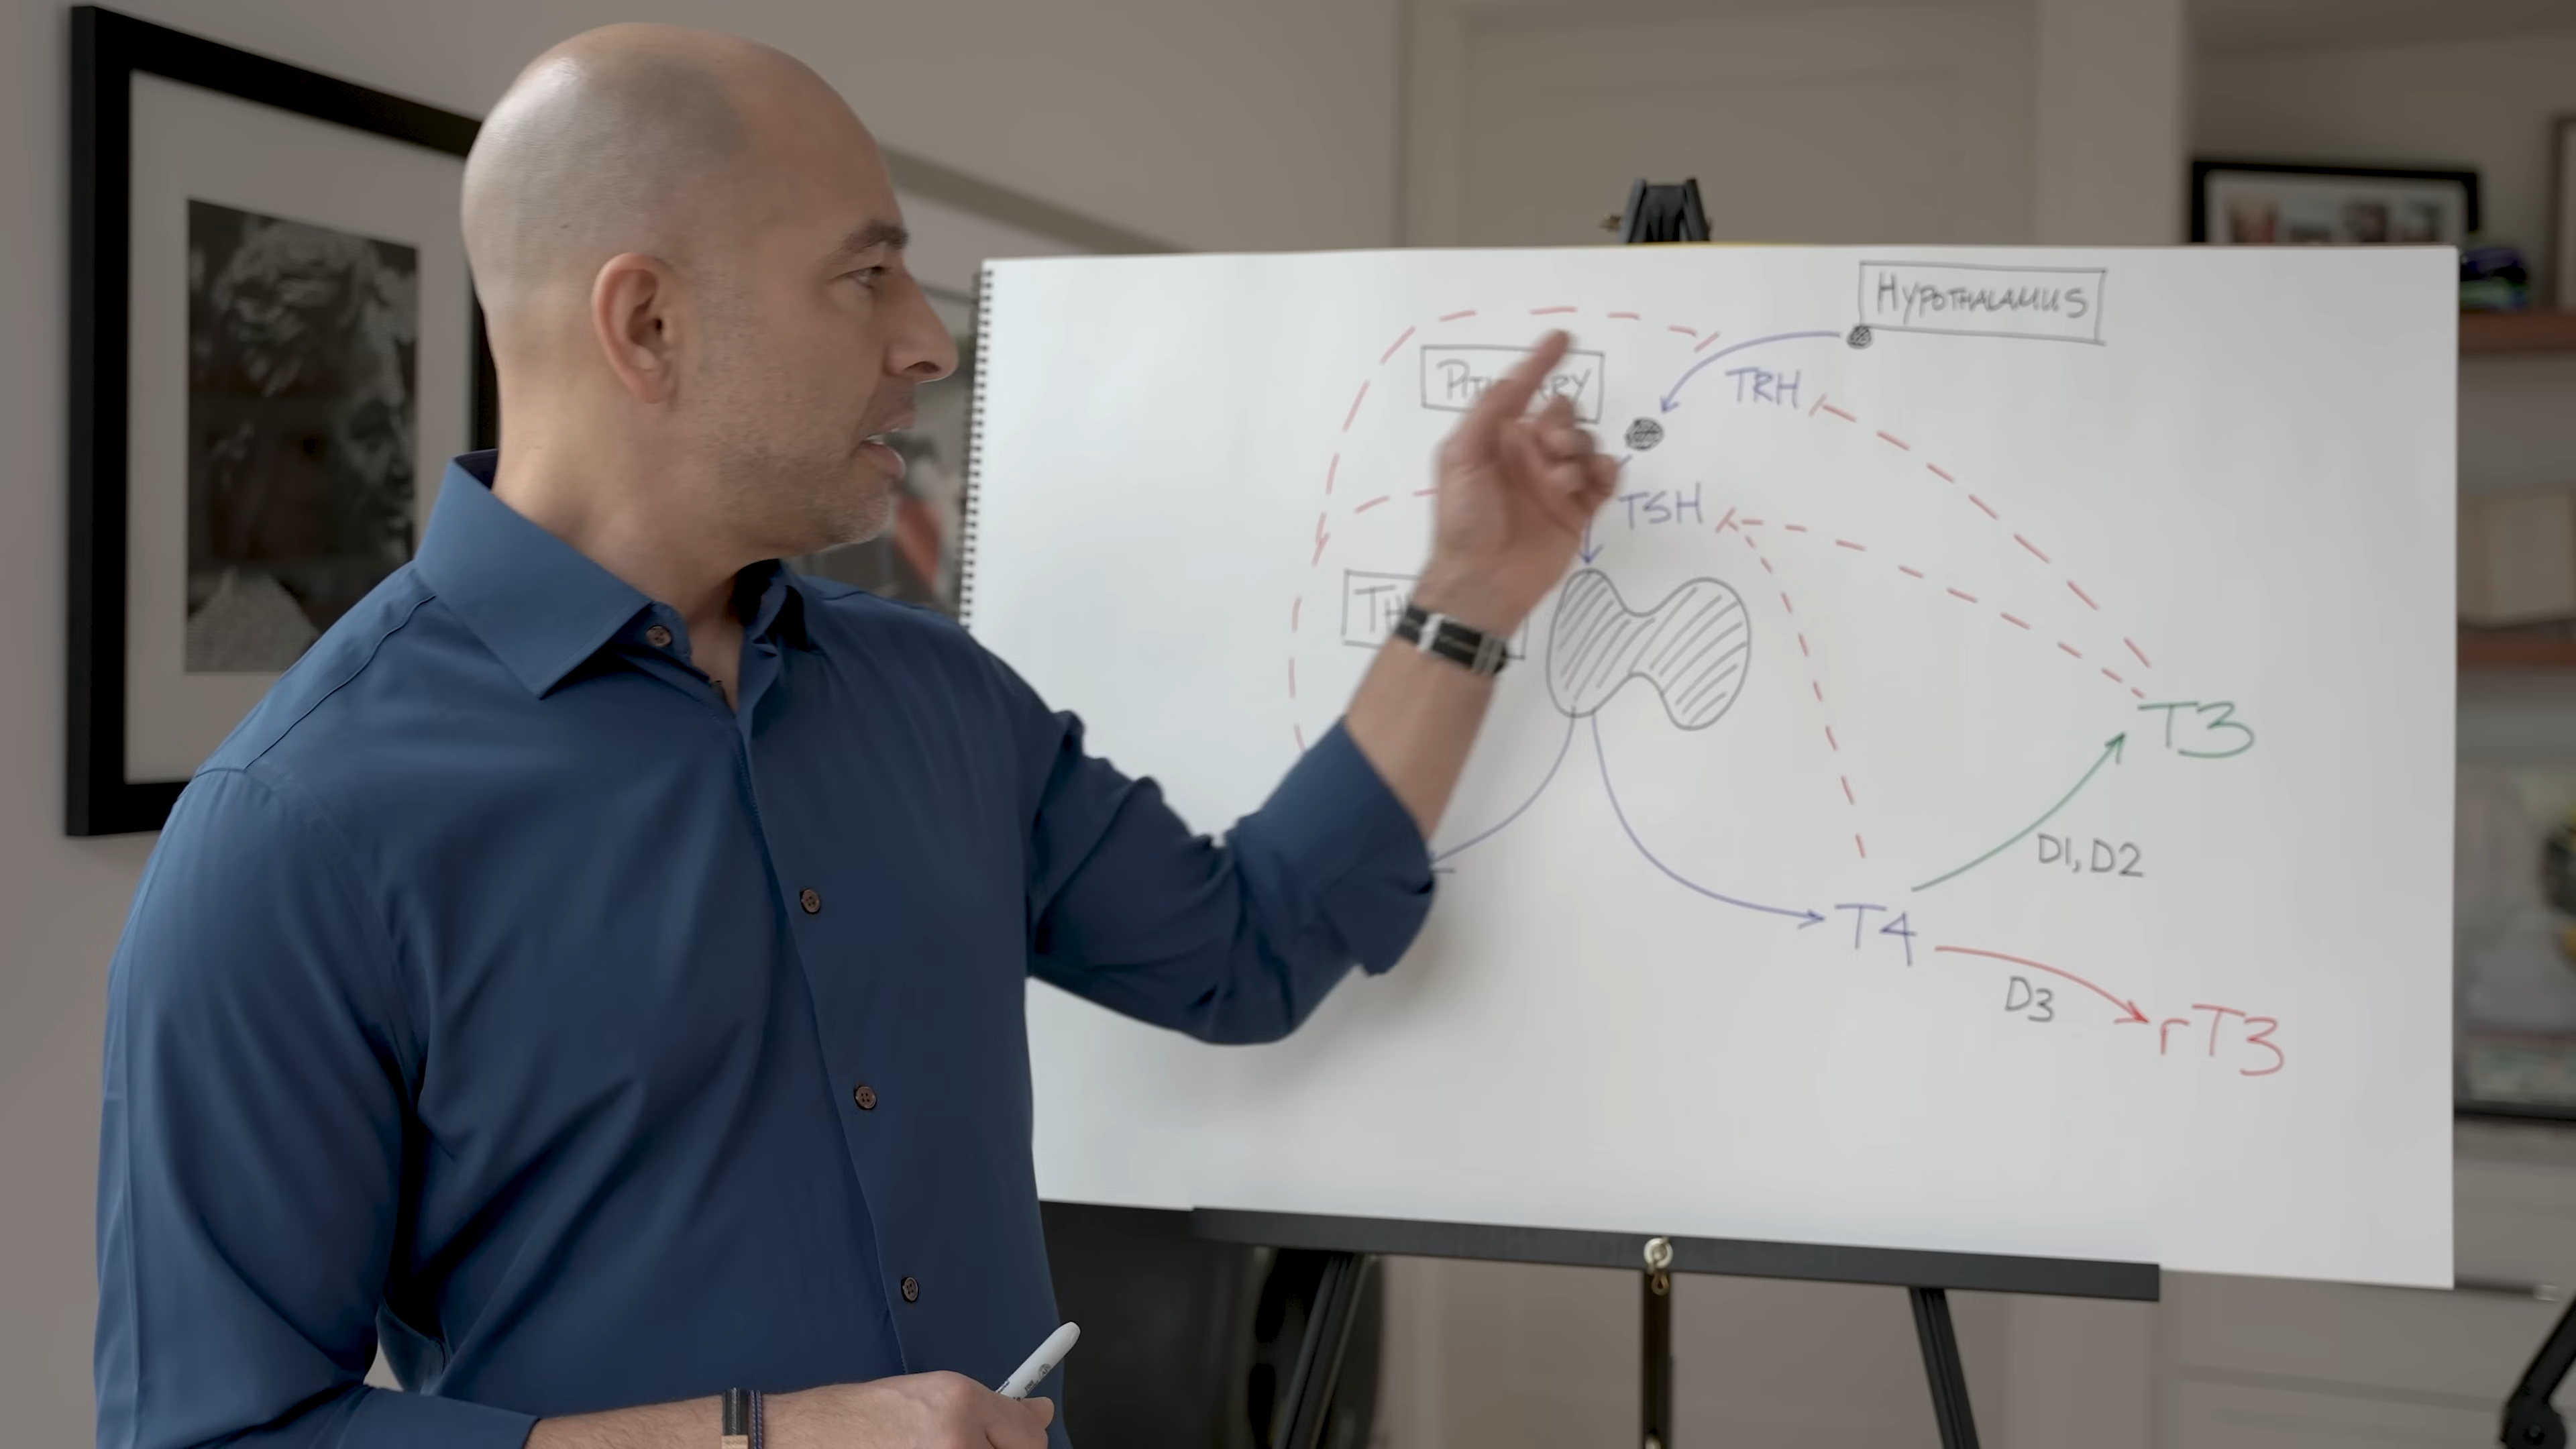 HYPOTHALAMUS
TRH
TSH
T3
D1, D2
T4
D3
rT3